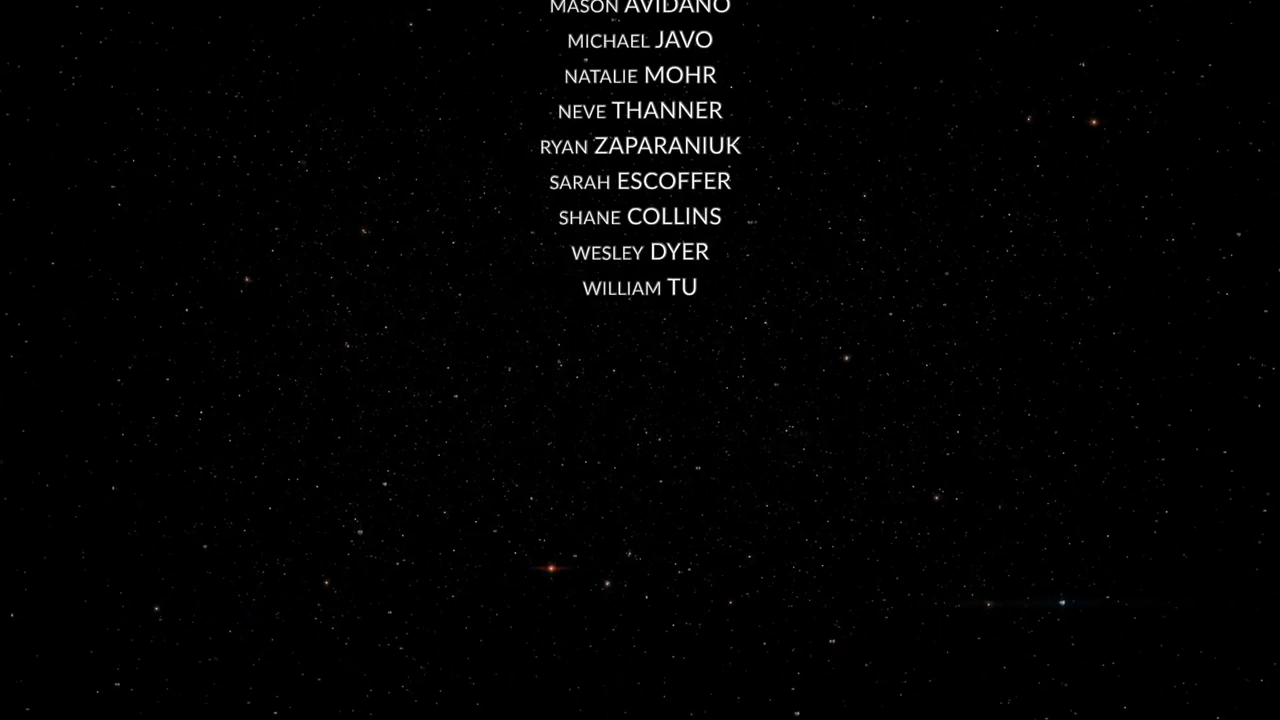 MASON AVIDANO
MICHAEL JAVO
NATALIE MOHR
NEVE THANNER
RYAN ZAPARANIUK
SARAH ESCOFFER
SHANE COLLINS
WESLEY DYER
WILLIAM TU